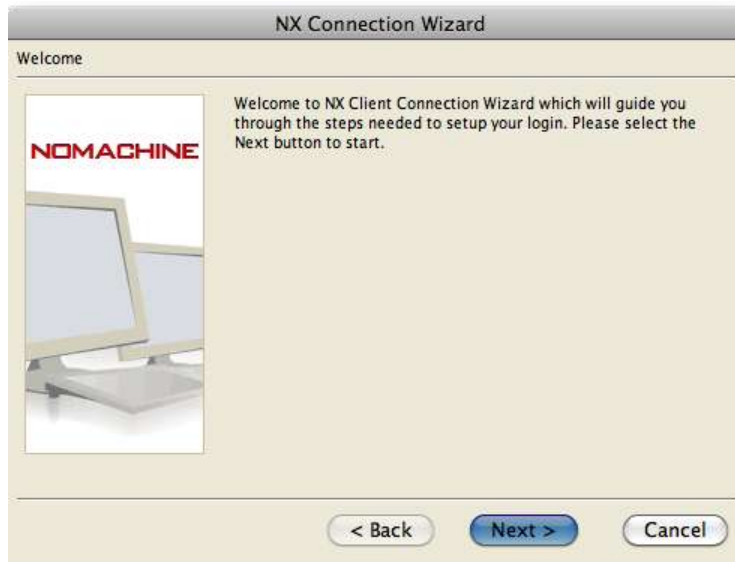 NX Connection Wizard
Welcome
NOMACHINE
Welcome to NX Client Connection Wizard which will guide you
through the steps needed to setup your login. Please select the
Next button to start.
< Back
Next >
Cancel